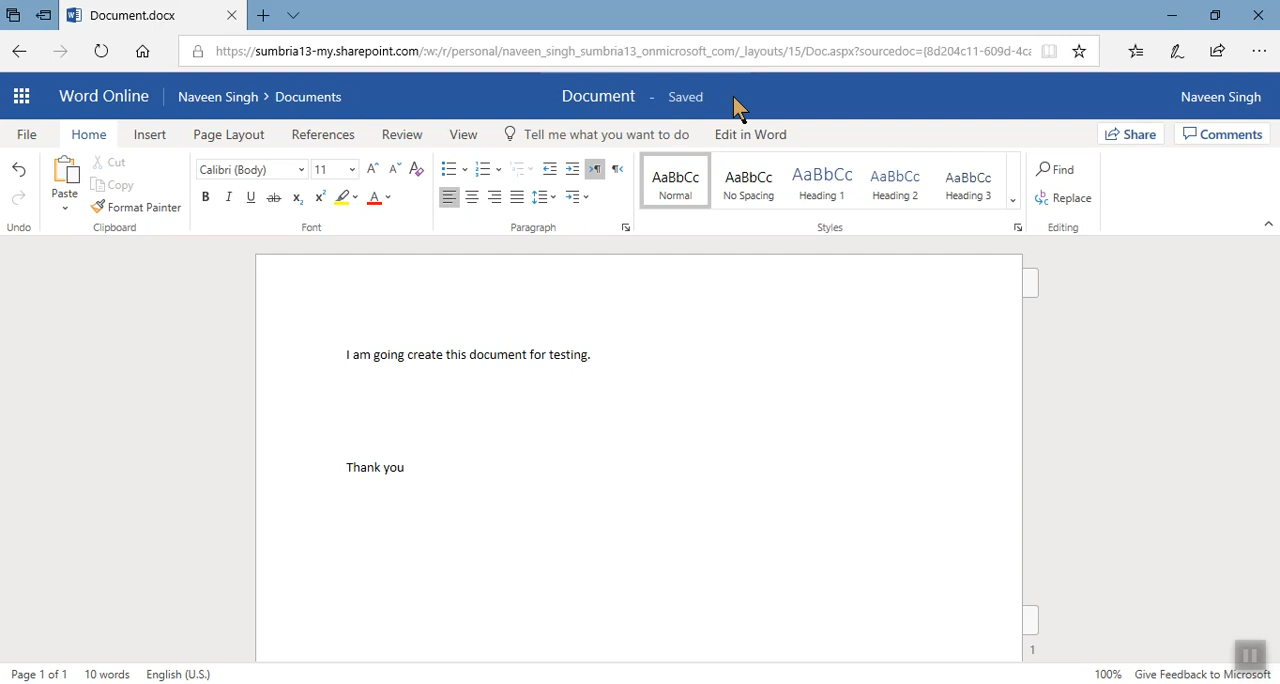 Document.docx
https://sumbria13-my.sharepoint.com/:w:/r/personal/naveen_singh_sumbria13_onmicrosoft_com/_layouts/15/Doc.aspx?sourcedoc={8d204c11-609d-4ca
Word Online Naveen Singh > Documents Document - Saved Naveen Singh
File Home Insert Page Layout References Review View Tell me what you want to do Edit in Word Share Comments
Paste Cut Copy Format Painter
Calibri (Body) 11
B I U ab x₂ x² A
AaBbCc AaBbCc AaBbCc AaBbCc AaBbCc
Normal No Spacing Heading 1 Heading 2 Heading 3
Find
Replace
Undo Clipboard Font Paragraph Styles Editing
I am going create this document for testing.
Thank you
1
Page 1 of 1 10 words English (U.S.) 100% Give Feedback to Microsoft